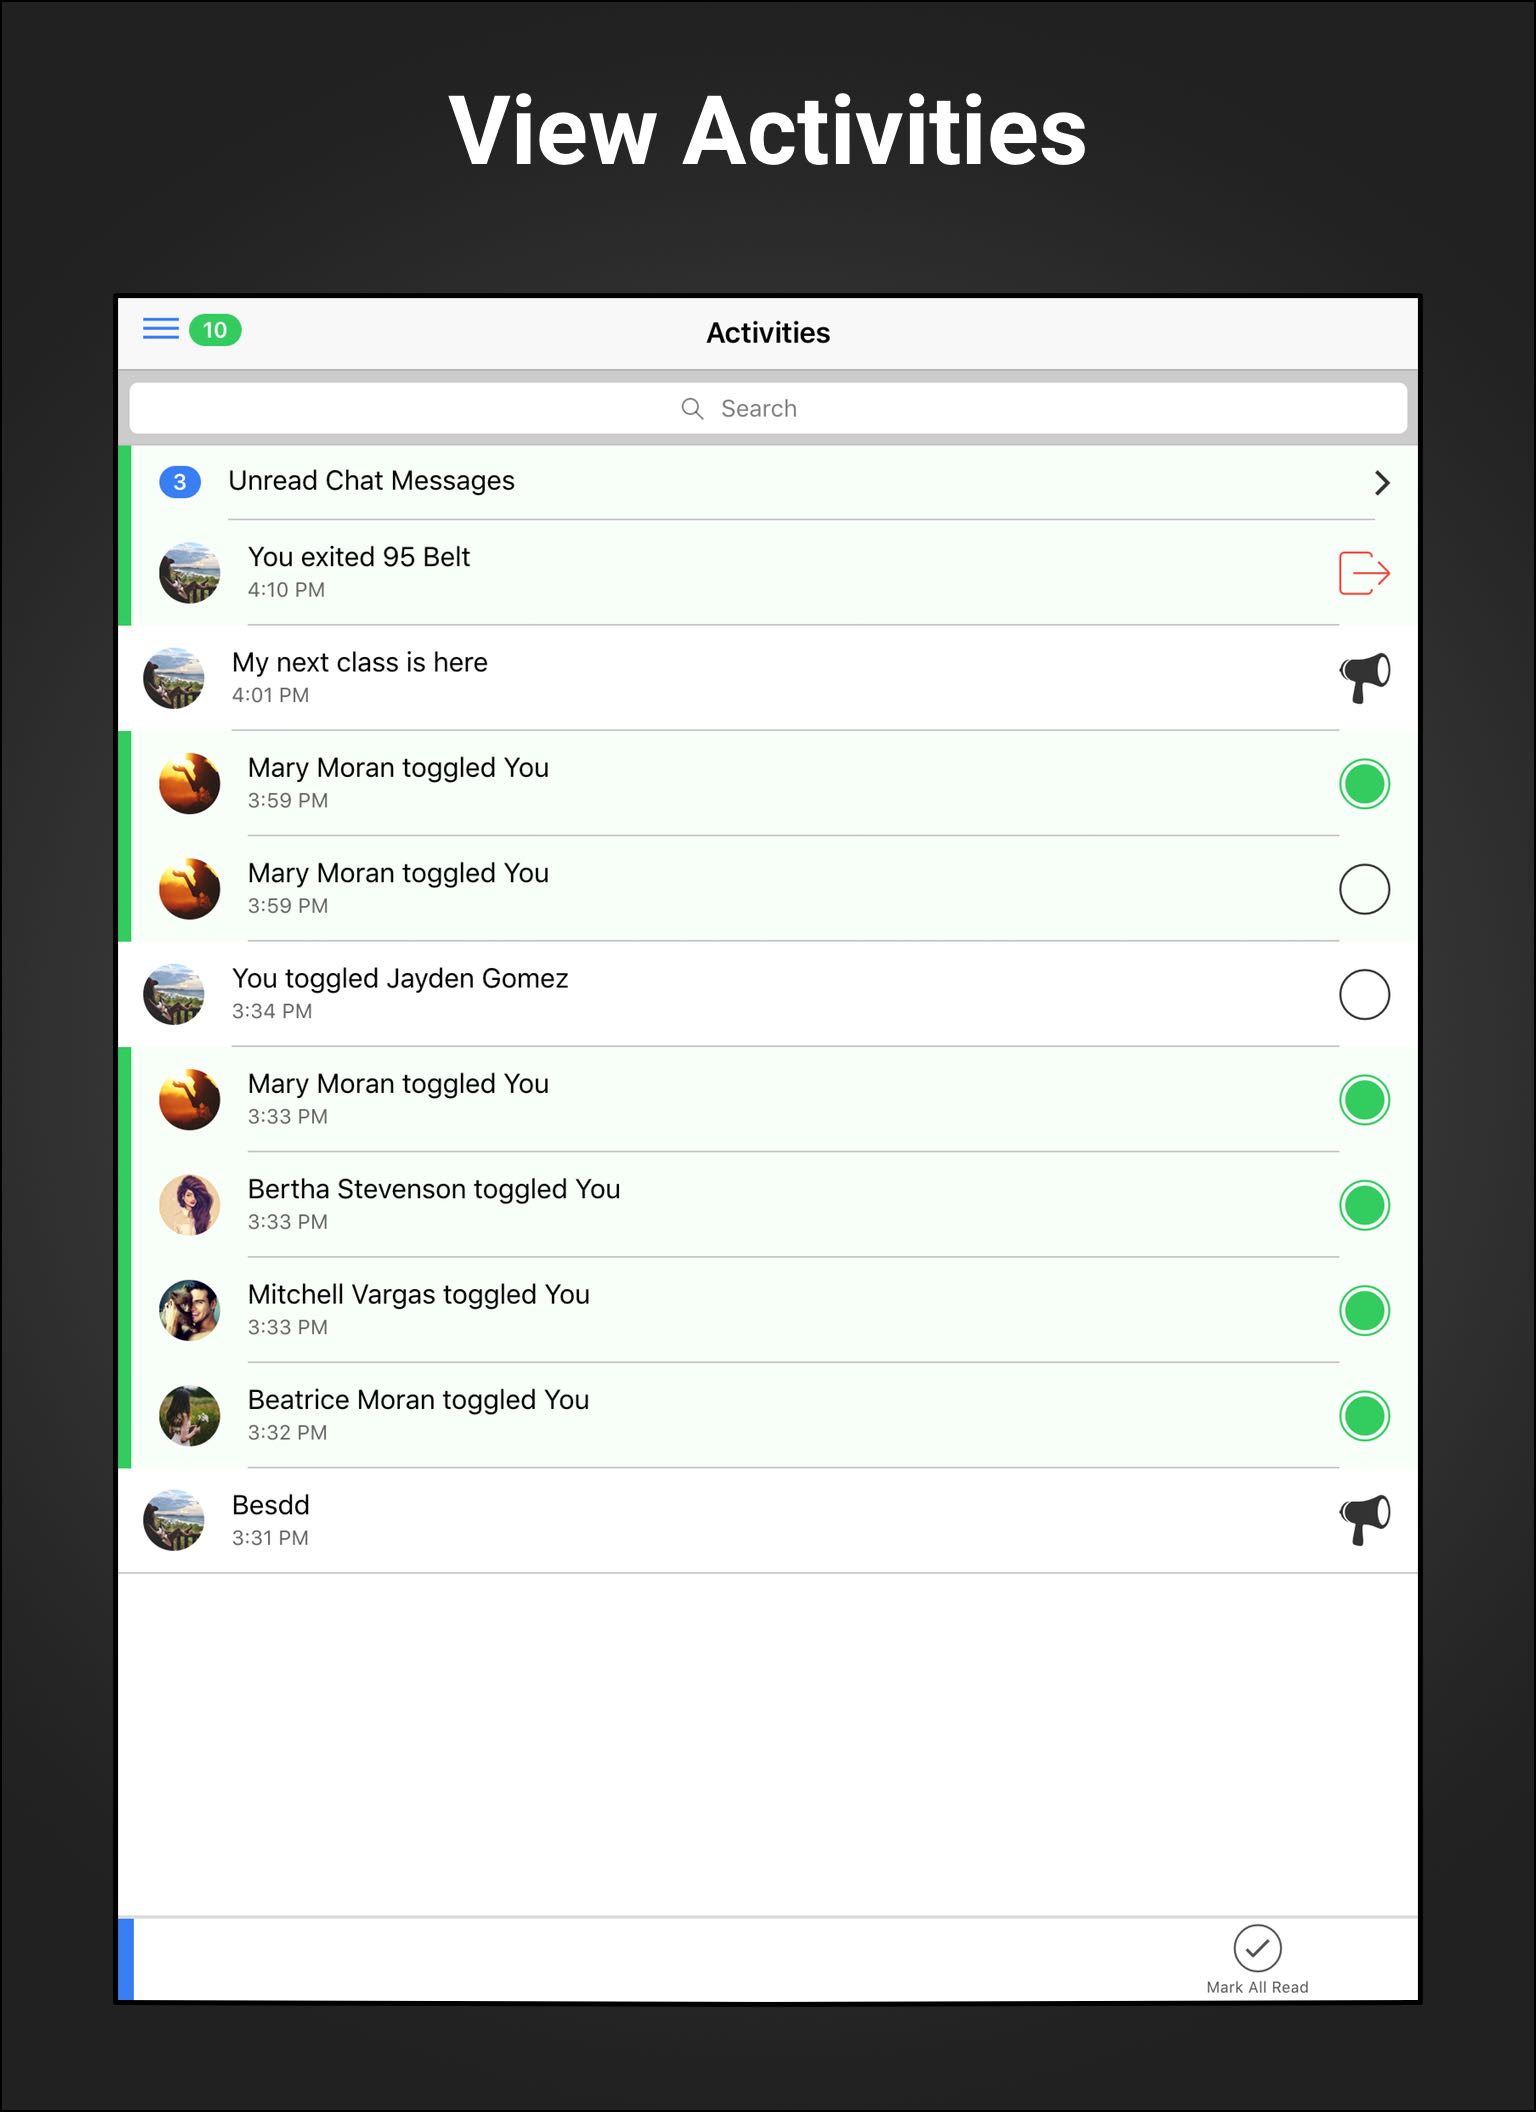 View Activities
10
Activities
Search
3 Unread Chat Messages
You exited 95 Belt
4:10 PM
My next class is here
4:01 PM
Mary Moran toggled You
3:59 PM
Mary Moran toggled You
3:59 PM
You toggled Jayden Gomez
3:34 PM
Mary Moran toggled You
3:33 PM
Bertha Stevenson toggled You
3:33 PM
Mitchell Vargas toggled You
3:33 PM
Beatrice Moran toggled You
3:32 PM
Besdd
3:31 PM
Mark All Read